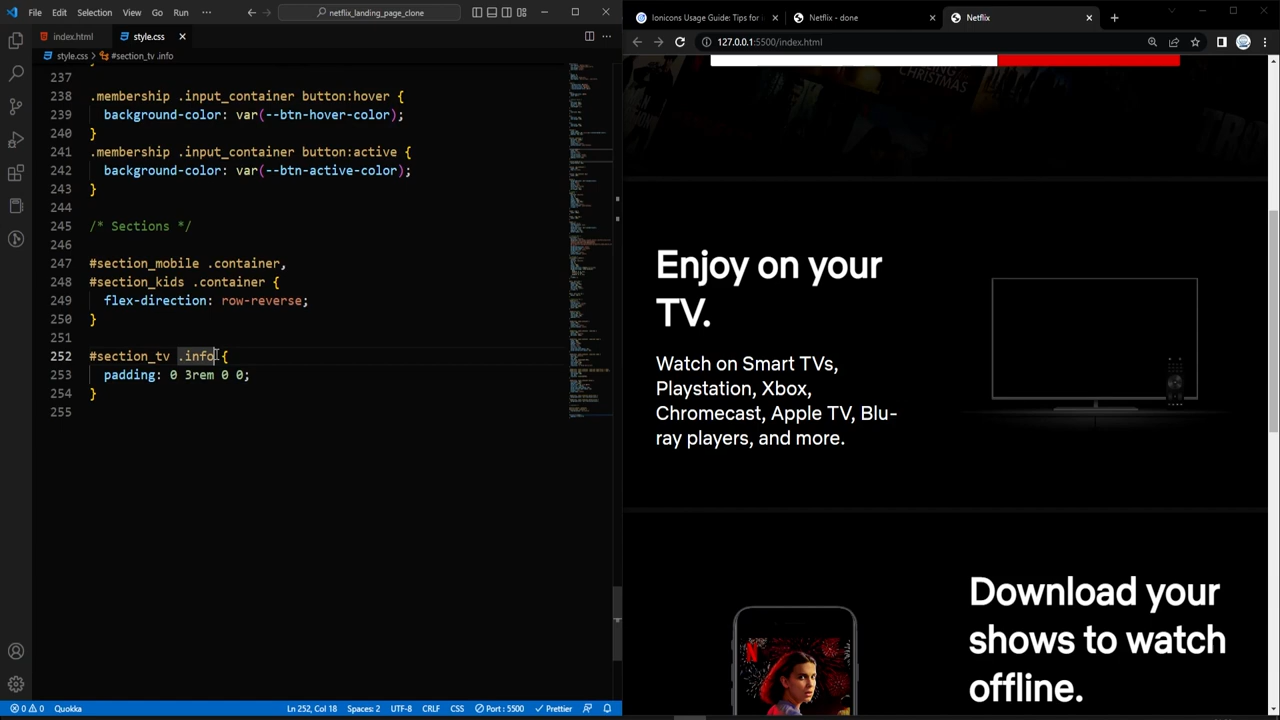 File Edit Selection View Go Run
netflix_landing_page_clone
index.html
style.css
style.css > #section_tv .info
237
238 .membership .input_container button:hover {
239 background-color: var(--btn-hover-color);
240 }
241 .membership .input_container button:active {
242 background-color: var(--btn-active-color);
243 }
244
245 /* Sections */
246
247 #section_mobile .container,
248 #section_kids .container {
249 flex-direction: row-reverse;
250 }
251
252 #section_tv .info {
253 padding: 0 3rem 0 0;
254 }
255
0 0 Quokka
Ln 252, Col 18 Spaces: 2 UTF-8 CRLF CSS Port : 5500 Prettier
Ionicons Usage Guide: Tips for
Netflix - done
Netflix
127.0.0.1:5500/index.html
CHRISTMAS
Enjoy on your
TV.
Watch on Smart TVs,
Playstation, Xbox,
Chromecast, Apple TV, Blu-
ray players, and more.
Download your
shows to watch
offline.